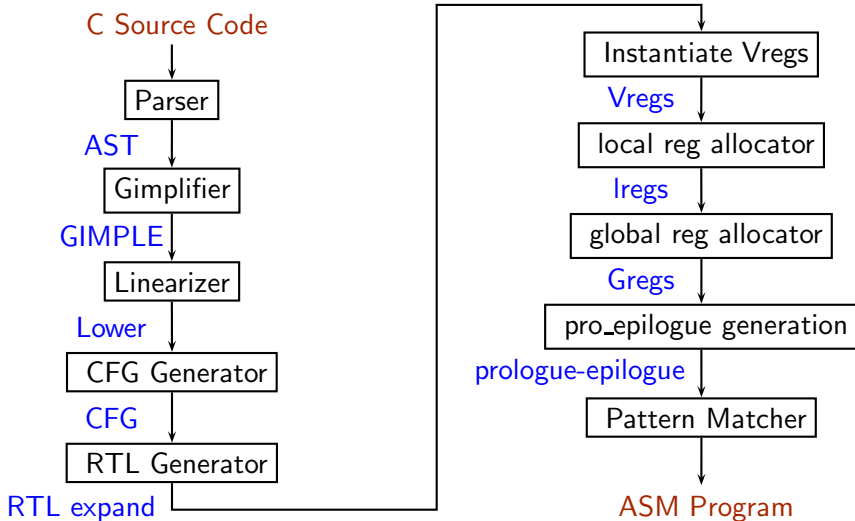 C Source Code
Parser
AST
Gimplifier
GIMPLE
Linearizer
Lower
CFG Generator
CFG
RTL Generator
RTL expand
Instantiate Vregs
Vregs
local reg allocator
lregs
global reg allocator
Gregs
pro_epilogue generation
prologue-epilogue
Pattern Matcher
ASM Program